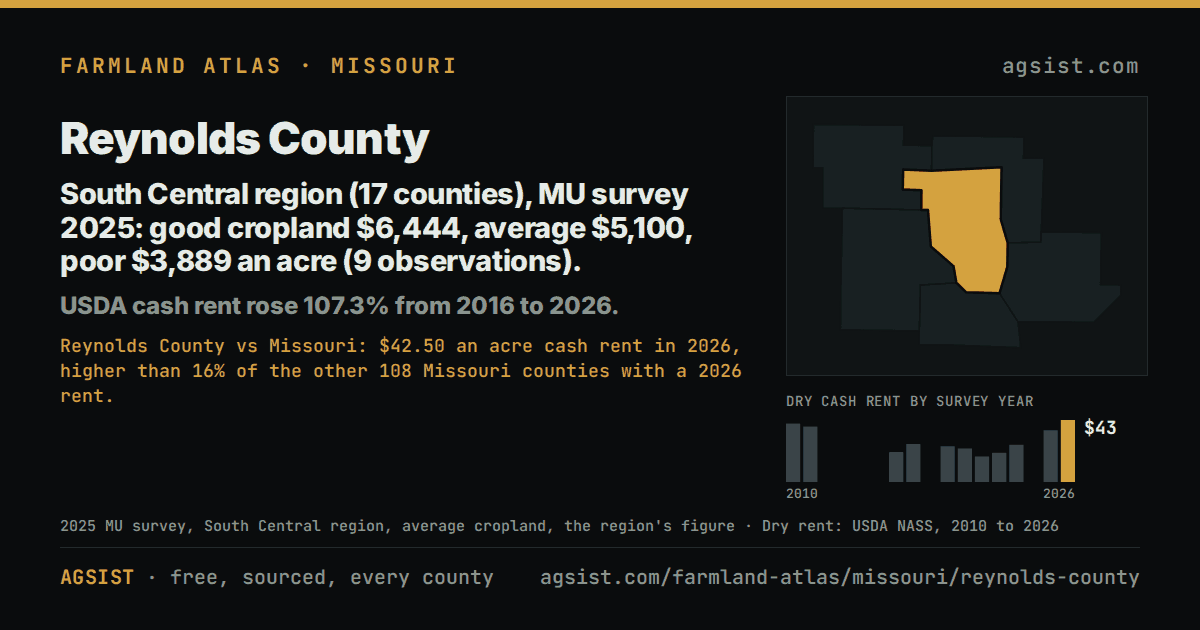 FARMLAND ATLAS · MISSOURI
agsist.com
Reynolds County
South Central region (17 counties), MU survey
2025: good cropland $6,444, average $5,100,
poor $3,889 an acre (9 observations).
USDA cash rent rose 107.3% from 2016 to 2026.
Reynolds County vs Missouri: $42.50 an acre cash rent in 2026,
higher than 16% of the other 108 Missouri counties with a 2026
rent.
DRY CASH RENT BY SURVEY YEAR
$43
2010
2026
2025 MU survey, South Central region, average cropland, the region's figure · Dry rent: USDA NASS, 2010 to 2026
AGSIST · free, sourced, every county
agsist.com/farmland-atlas/missouri/reynolds-county